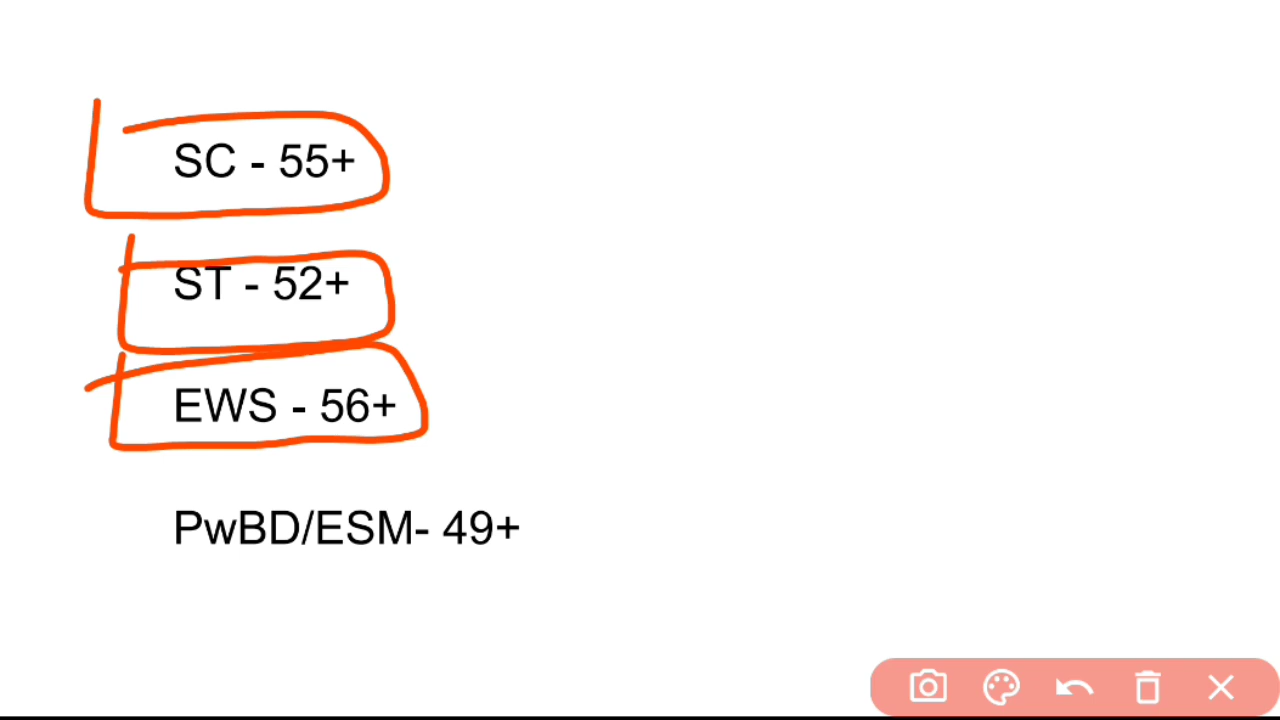 SC - 55+
ST - 52+
EWS - 56+
PwBD/ESM- 49+